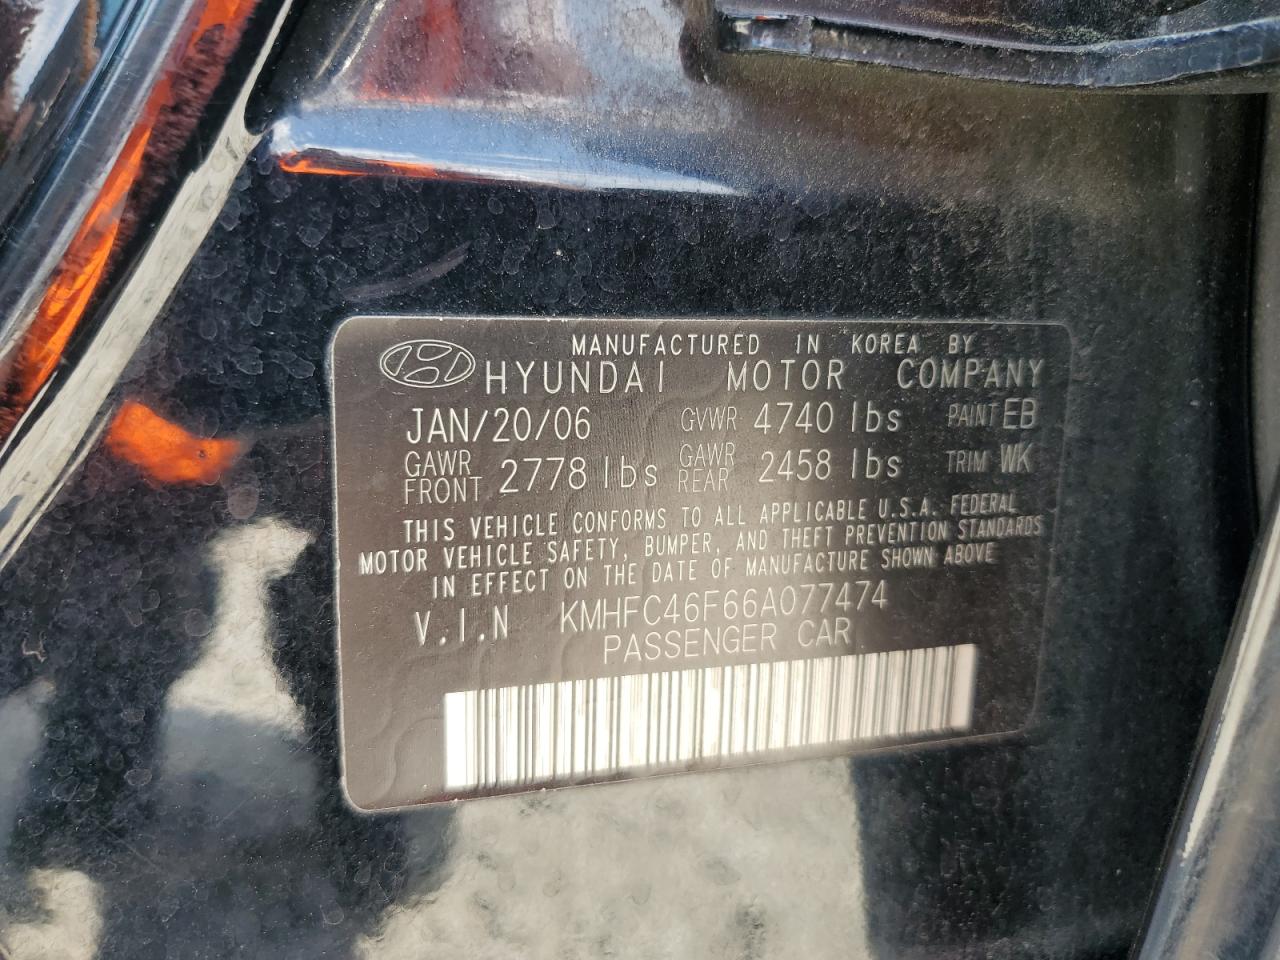 MANUFACTURED IN KOREA BY
HYUNDAI MOTOR COMPANY
JAN/20/06 GVWR 4740 lbs PAINT EB
GAWR FRONT 2778 lbs GAWR REAR 2458 lbs TRIM WK
THIS VEHICLE CONFORMS TO ALL APPLICABLE U.S.A. FEDERAL
MOTOR VEHICLE SAFETY, BUMPER, AND THEFT PREVENTION STANDARDS
IN EFFECT ON THE DATE OF MANUFACTURE SHOWN ABOVE
V.I.N KMHFC46F66A077474
PASSENGER CAR